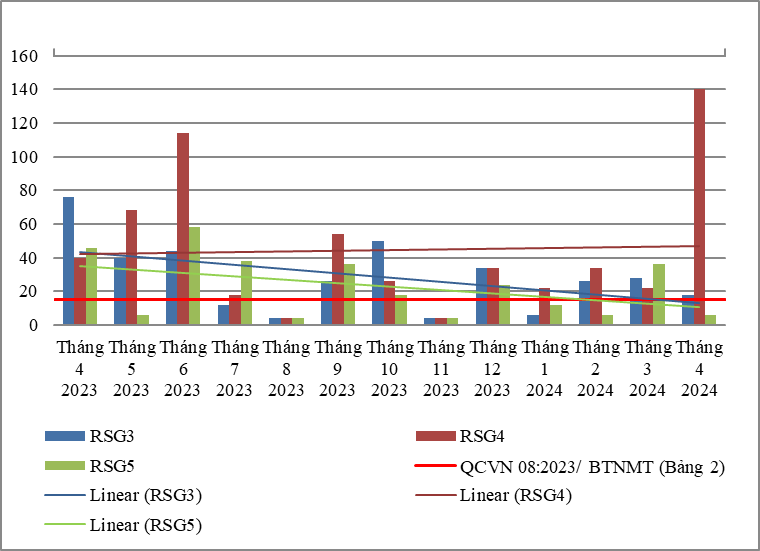 160
140
120
100
80
60
40
20
0
Tháng Tháng Tháng Tháng Tháng Tháng Tháng Tháng Tháng Tháng Tháng Tháng Tháng
4 5 6 7 8 9 10 11 12 1 2 3 4
2023 2023 2023 2023 2023 2023 2023 2023 2023 2024 2024 2024 2024
RSG3 RSG4
RSG5 QCVN 08:2023/ BTNMT (Bảng 2)
Linear (RSG3) Linear (RSG4)
Linear (RSG5)